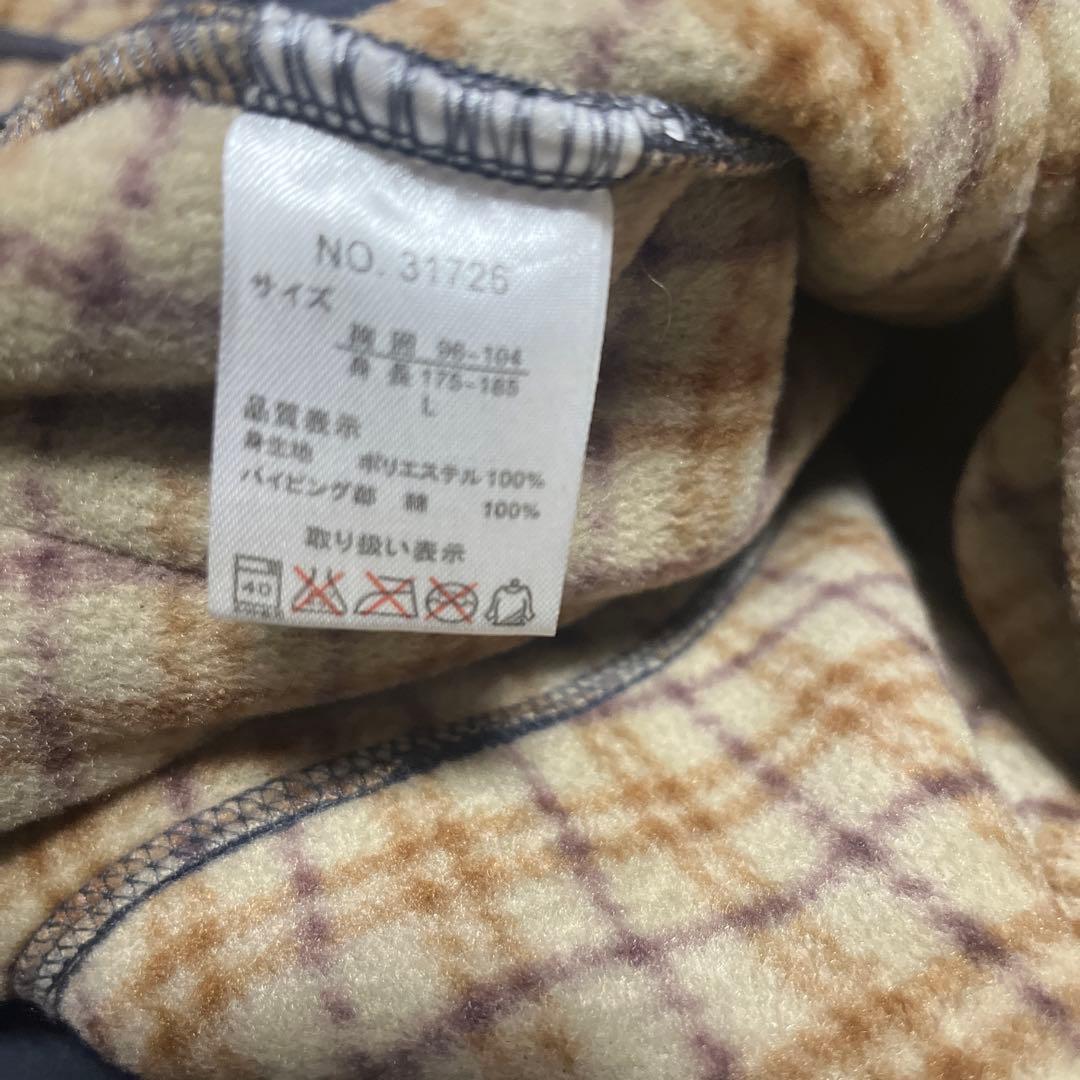 NO. 31726
サイズ
胸囲 96-104
身長 175-185
L
品質表示
身生地 ポリエステル 100%
パイピング部 綿 100%
取り扱い表示
40